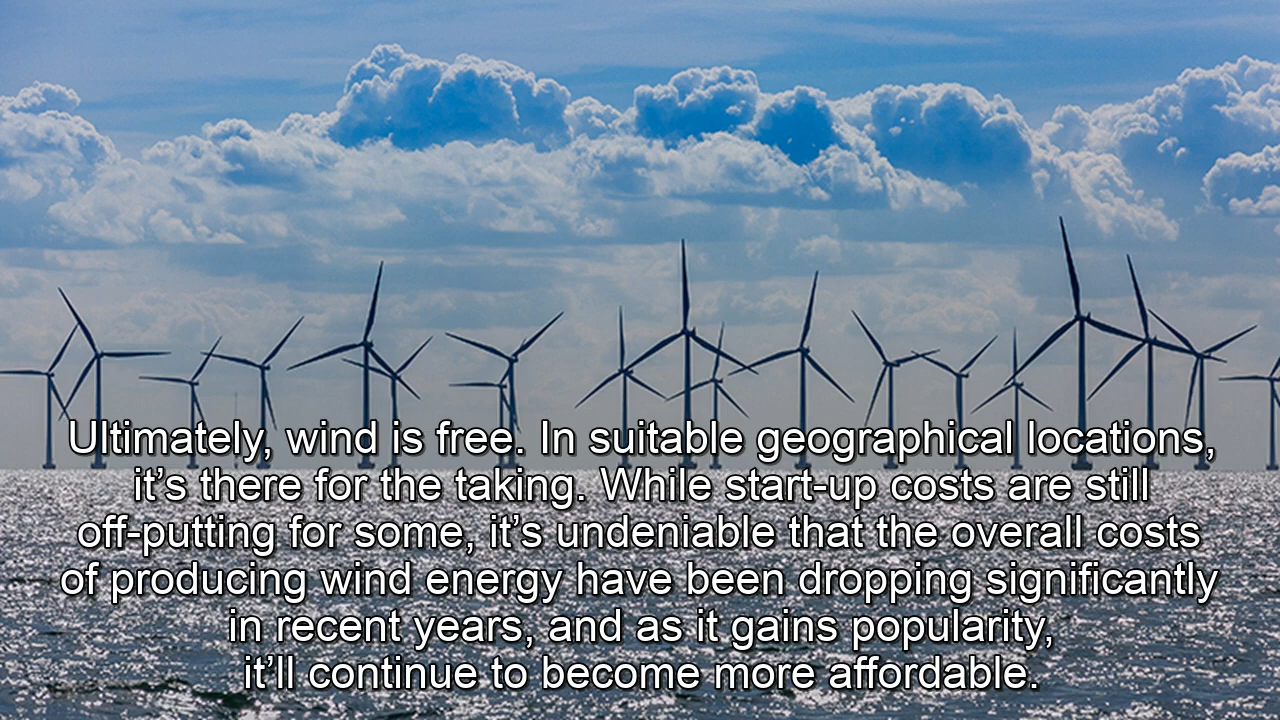 Ultimately, wind is free. In suitable geographical locations,
it’s there for the taking. While start-up costs are still
off-putting for some, it’s undeniable that the overall costs
of producing wind energy have been dropping significantly
in recent years, and as it gains popularity,
it’ll continue to become more affordable.